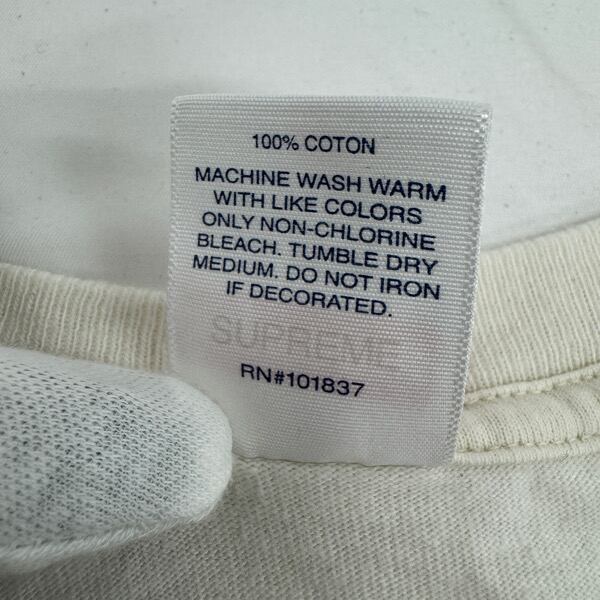 100% COTON
MACHINE WASH WARM
WITH LIKE COLORS
ONLY NON-CHLORINE
BLEACH. TUMBLE DRY
MEDIUM. DO NOT IRON
IF DECORATED.
SUPREME
RN#101837